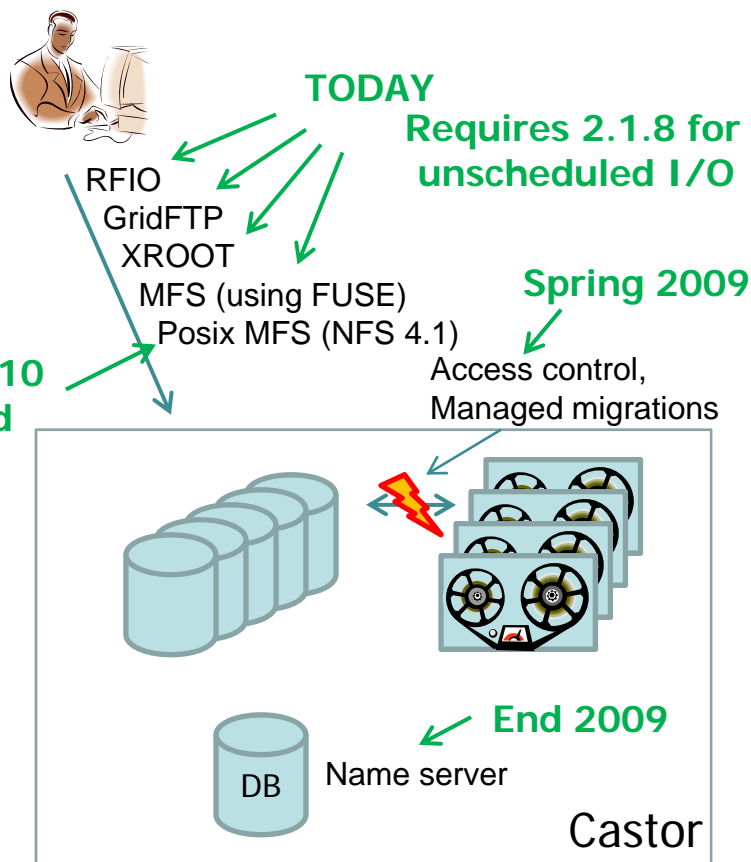 TODAY
Requires 2.1.8 for
unscheduled I/O
RFIO
GridFTP
XROOT
MFS (using FUSE)
Posix MFS (NFS 4.1)
Spring 2009
10
Access control,
Managed migrations
End 2009
DB
Name server
Castor